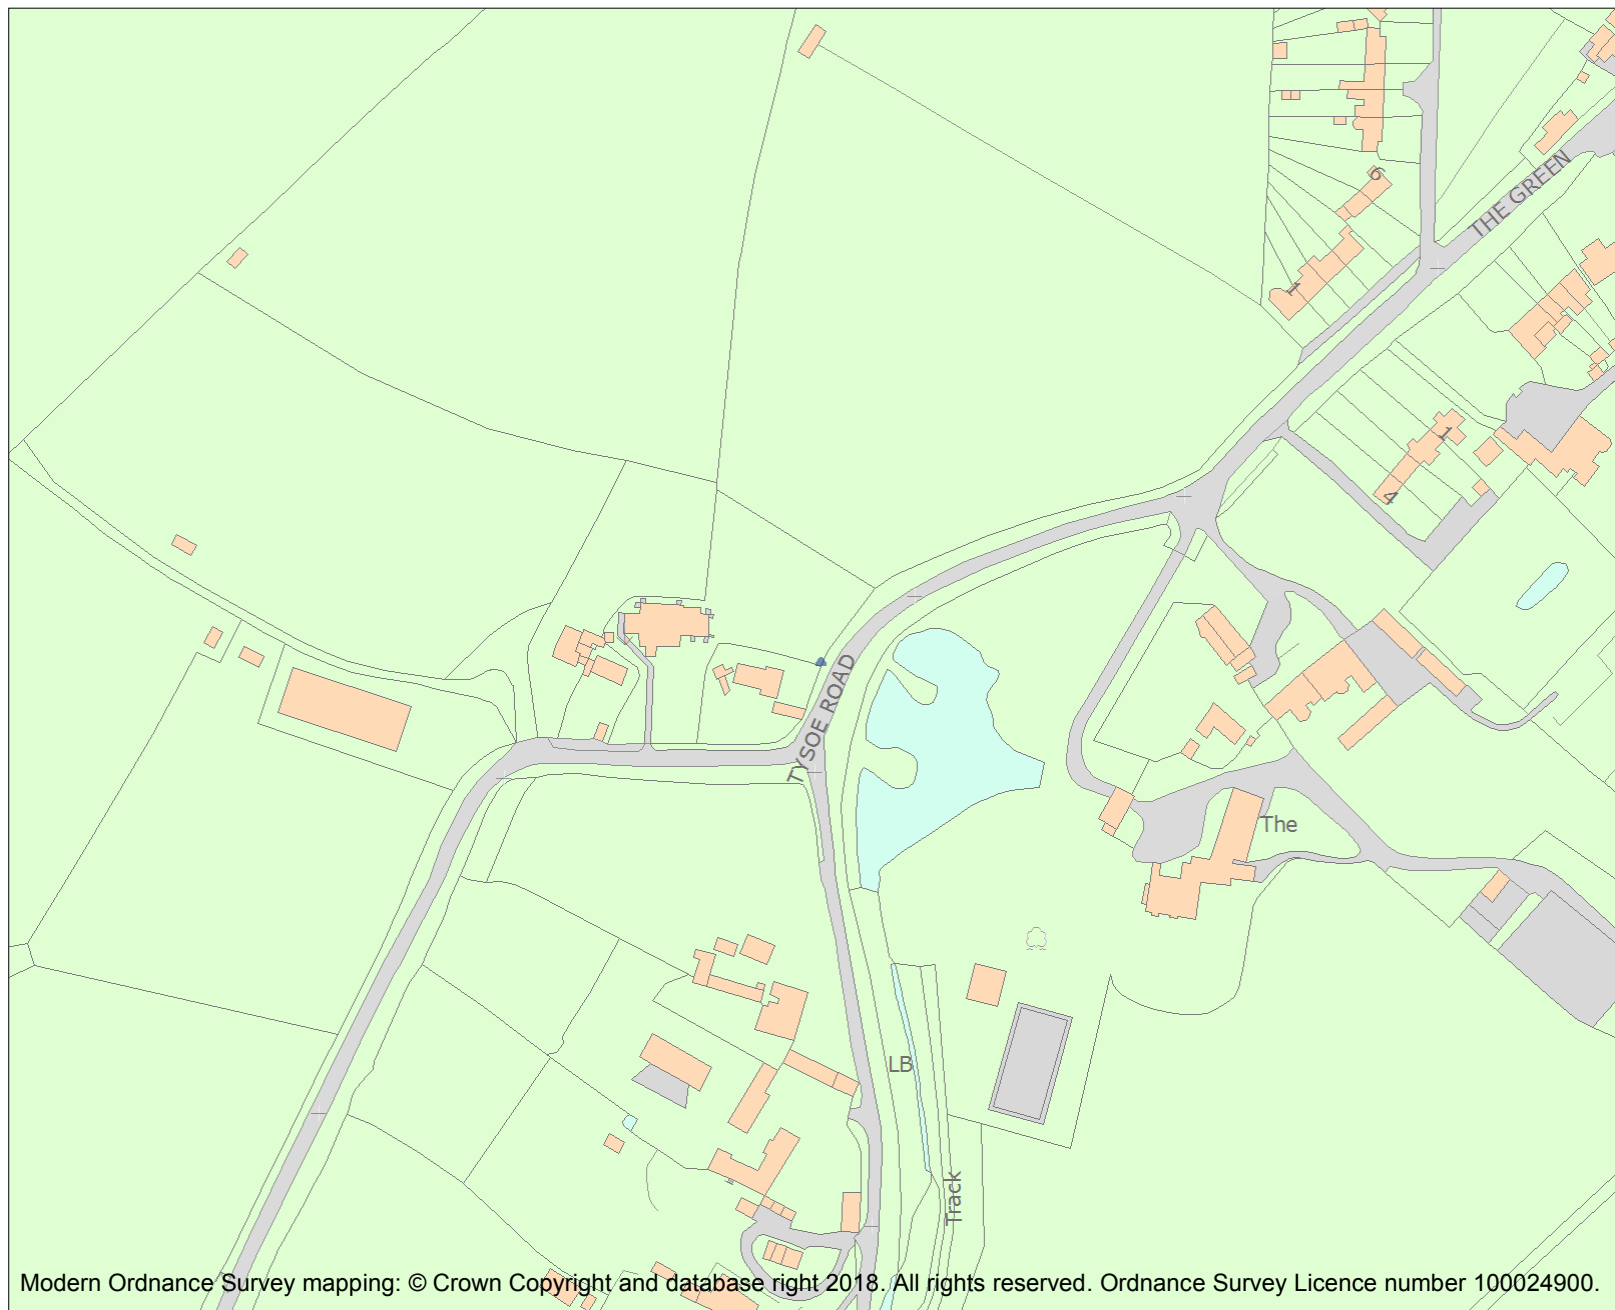 6
THE GREEN
1
1
4
TYSOE ROAD
The
LB
Track
Modern Ordnance Survey mapping: © Crown Copyright and database right 2018. All rights reserved. Ordnance Survey Licence number 100024900.